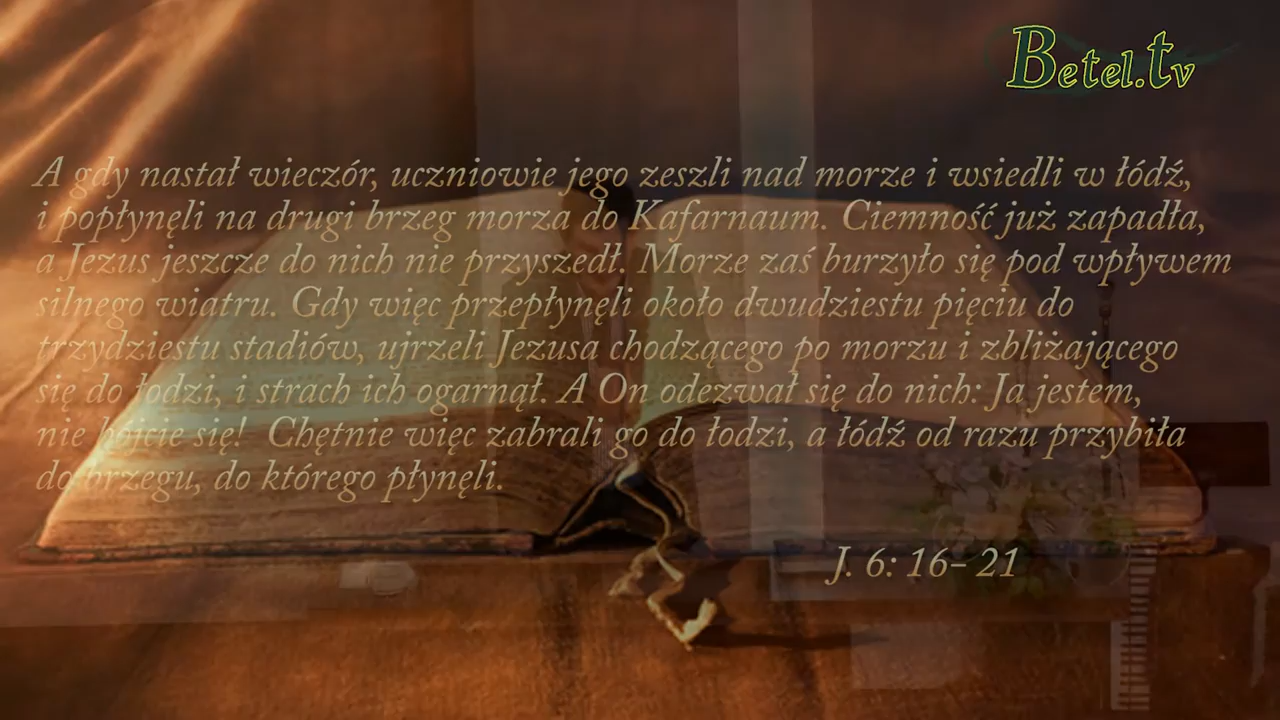 Betel.tv
A gdy nastał wieczór, uczniowie jego zeszli nad morze i wsiedli w łódź,
i popłynęli na drugi brzeg morza do Kafarnaum. Ciemność już zapadła,
a Jezus jeszcze do nich nie przyszedł. Morze zaś burzyło się pod wpływem
silnego wiatru. Gdy więc przepłynęli około dwudziestu pięciu do
trzydziestu stadiów, ujrzeli Jezusa chodzącego po morzu i zbliżającego
się do łodzi, i strach ich ogarnął. A On odezwał się do nich: Ja jestem,
nie bójcie się!  Chętnie więc zabrali go do łodzi, a łódź od razu przybiła
do brzegu, do którego płynęli.
J. 6: 16– 21